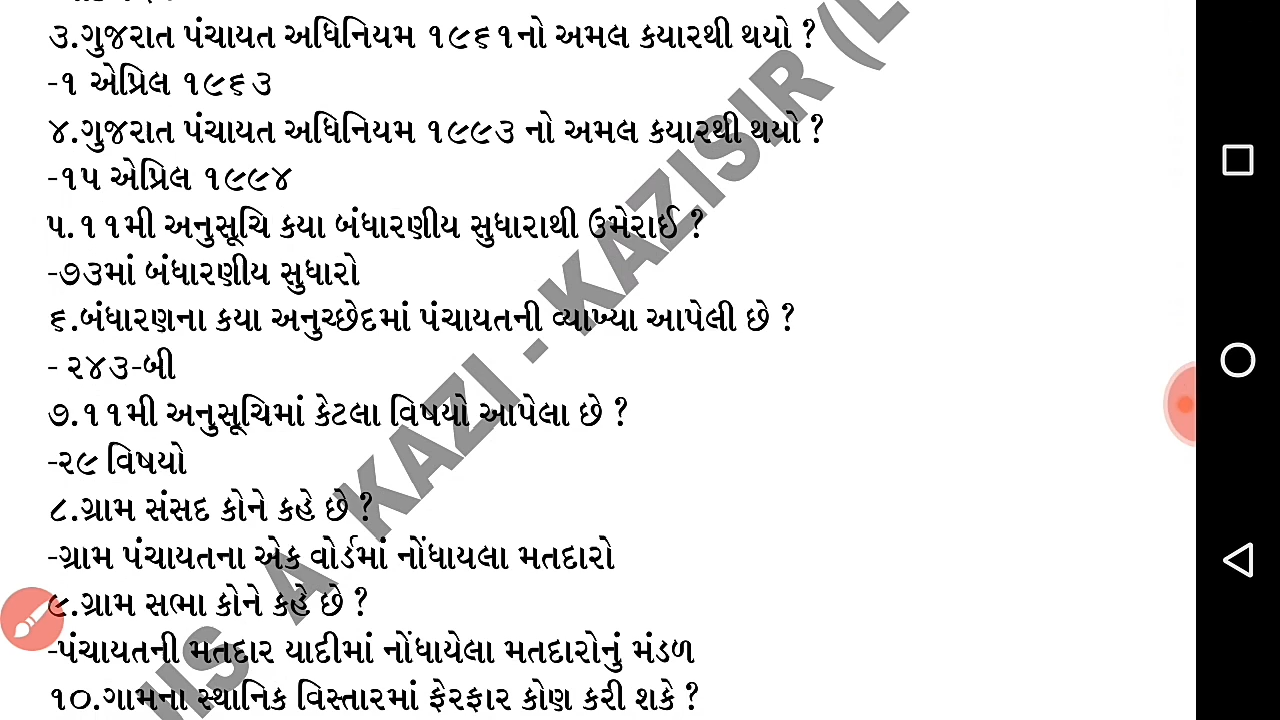 ૩.ગુજરાત પંચાયત અધિનિયમ ૧૯૬૧નો અમલ કયારથી થયો ?
-૧ એપ્રિલ ૧૯૬૩
૪.ગુજરાત પંચાયત અધિનિયમ ૧૯૯૩ નો અમલ કયારથી થયો ?
-૧૫ એપ્રિલ ૧૯૯૪
૫.૧૧મી અનુસૂચિ કયા બંધારણીય સુધારાથી ઉમેરાઈ ?
-૭૩માં બંધારણીય સુધારો
૬.બંધારણના કયા અનુચ્છેદમાં પંચાયતની વ્યાખ્યા આપેલી છે ?
- ૨૪૩-બી
૭.૧૧મી અનુસૂચિમાં કેટલા વિષયો આપેલા છે ?
-૨૯ વિષયો
૮.ગ્રામ સંસદ કોને કહે છે ?
-ગ્રામ પંચાયતના એક વોર્ડમાં નોંધાયલા મતદારો
૯.ગ્રામ સભા કોને કહે છે ?
-પંચાયતની મતદાર યાદીમાં નોંધાયેલા મતદારોનું મંડળ
૧૦.ગામના સ્થાનિક વિસ્તારમાં ફેરફાર કોણ કરી શકે ?
A KAZI - KAZISIR